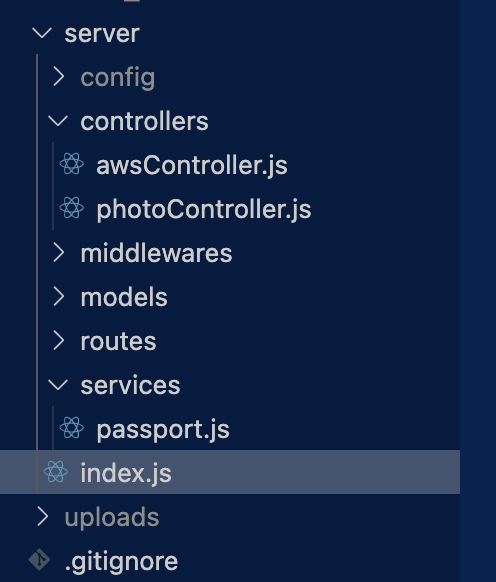 server
config
controllers
awsController.js
photoController.js
middlewares
models
routes
services
passport.js
index.js
uploads
.gitignore